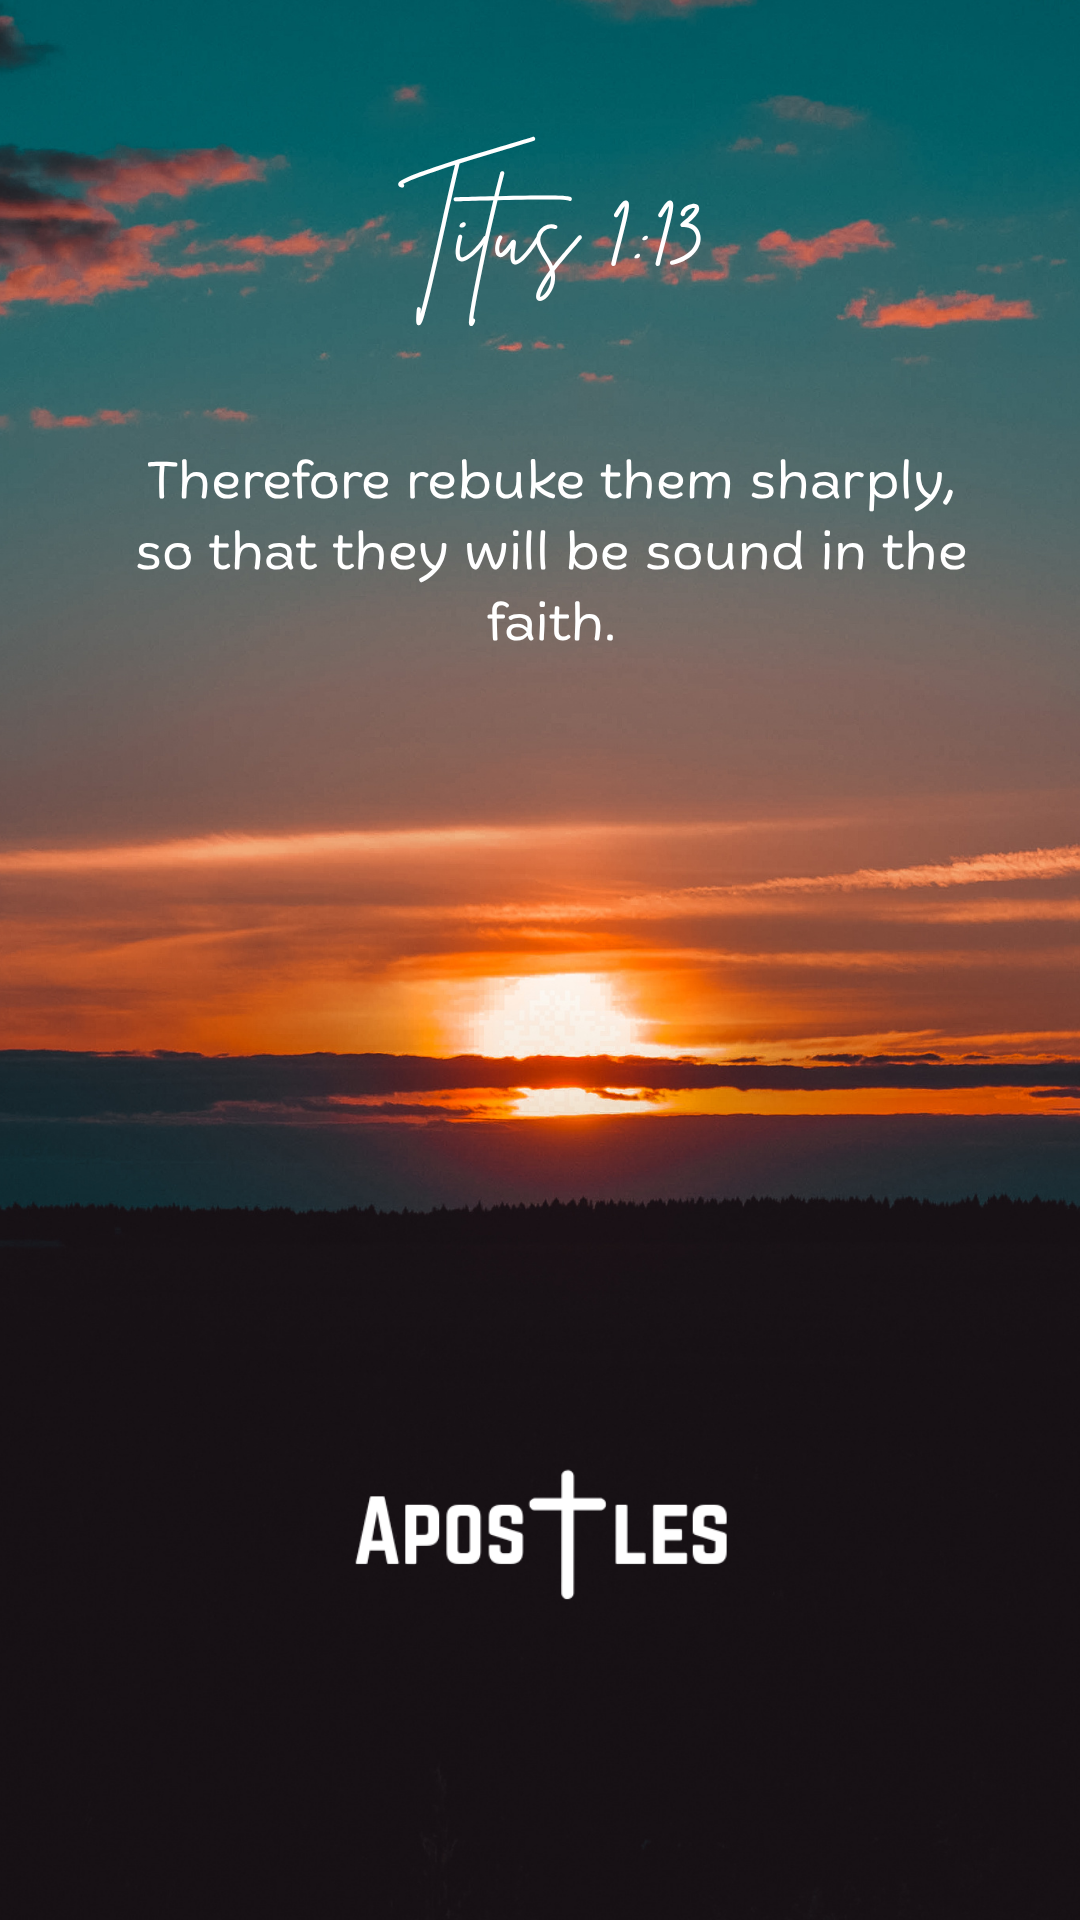 Titus 1:13
Therefore rebuke them sharply,
so that they will be sound in the
faith.
APOSTLES